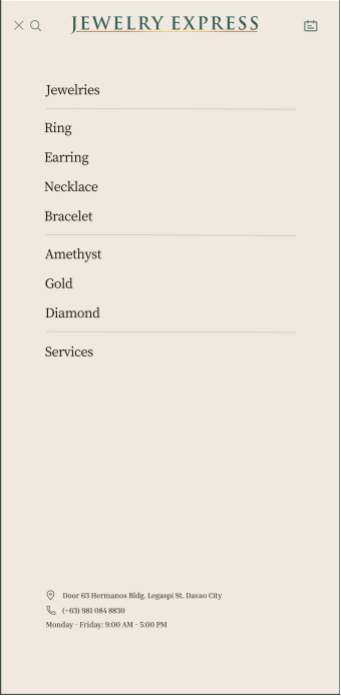 JEWELRY EXPRESS
Jewelries
Ring
Earring
Necklace
Bracelet
Amethyst
Gold
Diamond
Services
Door 63 Hermanos Bldg. Legaspi St. Davao City
(+63) 981 084 8830
Monday - Friday: 9:00 AM - 5:00 PM